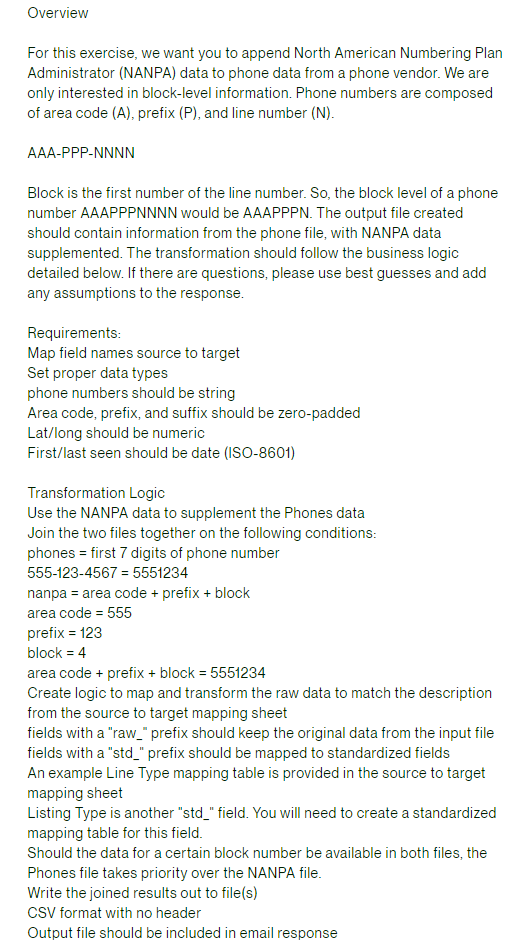 Overview
For this exercise, we want you to append North American Numbering Plan
Administrator (NANPA) data to phone data from a phone vendor. We are
only interested in block-level information. Phone numbers are composed
of area code (A), prefix (P), and line number (N).
AAA-PPP-NNNN
Block is the first number of the line number. So, the block level of a phone
number AAAPPPNNNN would be AAAPPPN. The output file created
should contain information from the phone file, with NANPA data
supplemented. The transformation should follow the business logic
detailed below. If there are questions, please use best guesses and add
any assumptions to the response.
Requirements:
Map field names source to target
Set proper data types
phone numbers should be string
Area code, prefix, and suffix should be zero-padded
Lat/long should be numeric
First/last seen should be date (ISO-8601)
Transformation Logic
Use the NANPA data to supplement the Phones data
Join the two files together on the following conditions:
phones = first 7 digits of phone number
555-123-4567 = 5551234
nanpa = area code + prefix + block
area code = 555
prefix = 123
block = 4
area code + prefix + block = 5551234
Create logic to map and transform the raw data to match the description
from the source to target mapping sheet
fields with a "raw_" prefix should keep the original data from the input file
fields with a "std_" prefix should be mapped to standardized fields
An example Line Type mapping table is provided in the source to target
mapping sheet
Listing Type is another "std_" field. You will need to create a standardized
mapping table for this field.
Should the data for a certain block number be available in both files, the
Phones file takes priority over the NANPA file.
Write the joined results out to file(s)
CSV format with no header
Output file should be included in email response